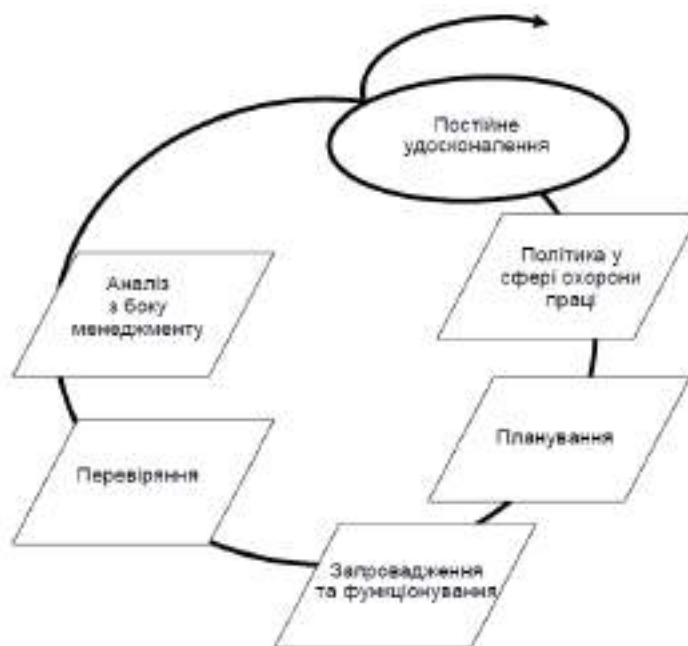 Постійне
удосконалення
Політика у
сфері охорони
праці
Планування
Запровадження
та функціонування
Перевіряння
Аналіз
з боку
менеджменту